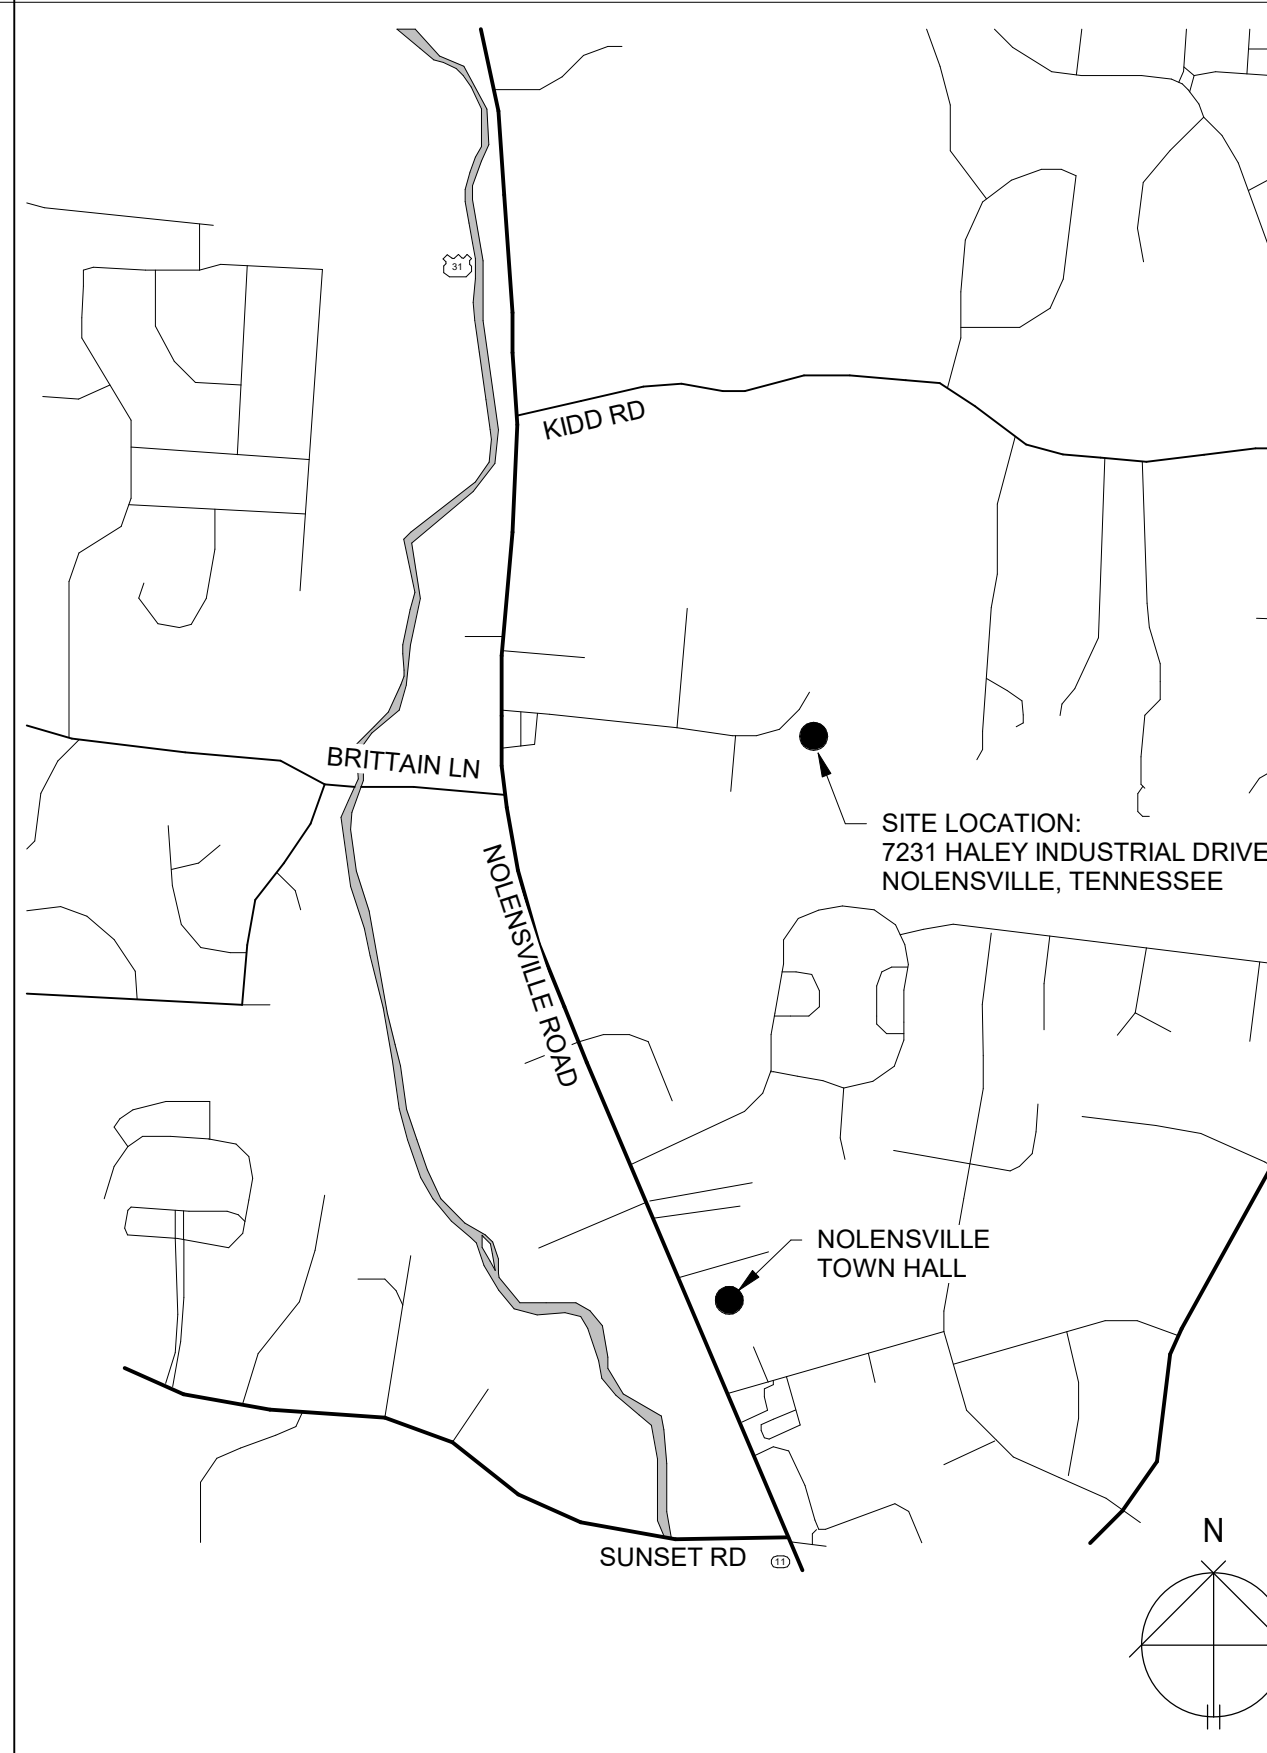 31
KIDD RD
BRITTAIN LN
SITE LOCATION:
7231 HALEY INDUSTRIAL DRIVE
NOLENSVILLE, TENNESSEE
NOLENSVILLE ROAD
NOLENSVILLE
TOWN HALL
N
SUNSET RD
11